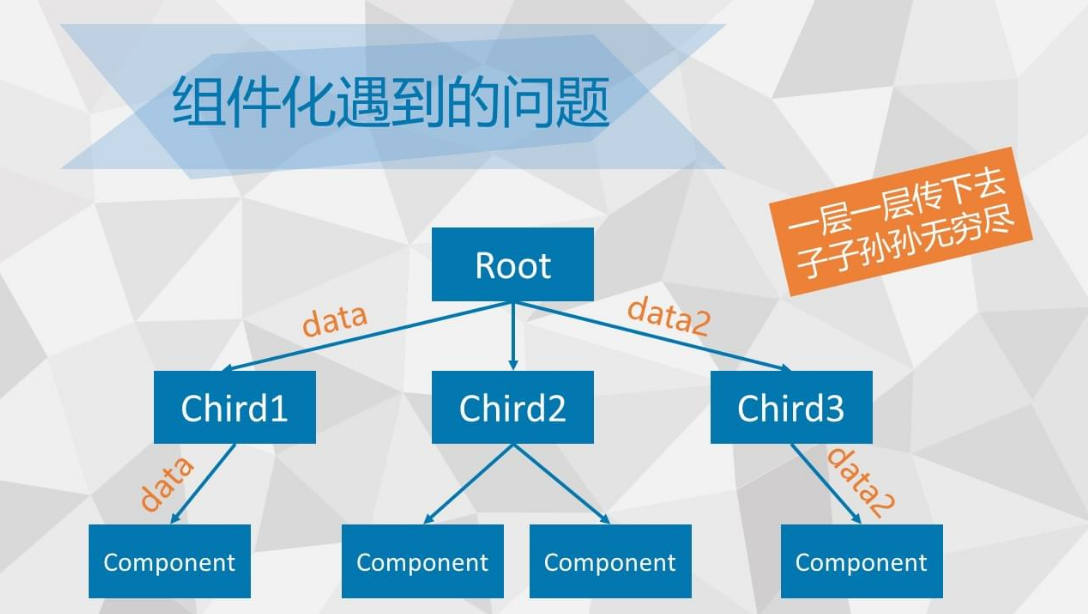 组件化遇到的问题
一层一层传下去
子子孙孙无穷尽
Root
data
data2
Chird1
Chird2
Chird3
data
data2
Component
Component
Component
Component